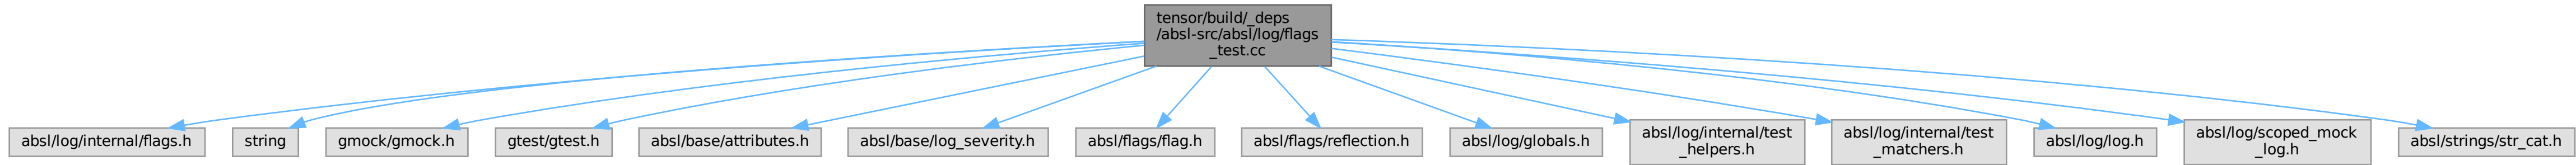 tensor/build/_deps
/absl-src/absl/log/flags
_test.cc
absl/log/internal/flags.h
string
gmock/gmock.h
gtest/gtest.h
absl/base/attributes.h
absl/base/log_severity.h
absl/flags/flag.h
absl/flags/reflection.h
absl/log/globals.h
absl/log/internal/test
_helpers.h
absl/log/internal/test
_matchers.h
absl/log/log.h
absl/log/scoped_mock
_log.h
absl/strings/str_cat.h